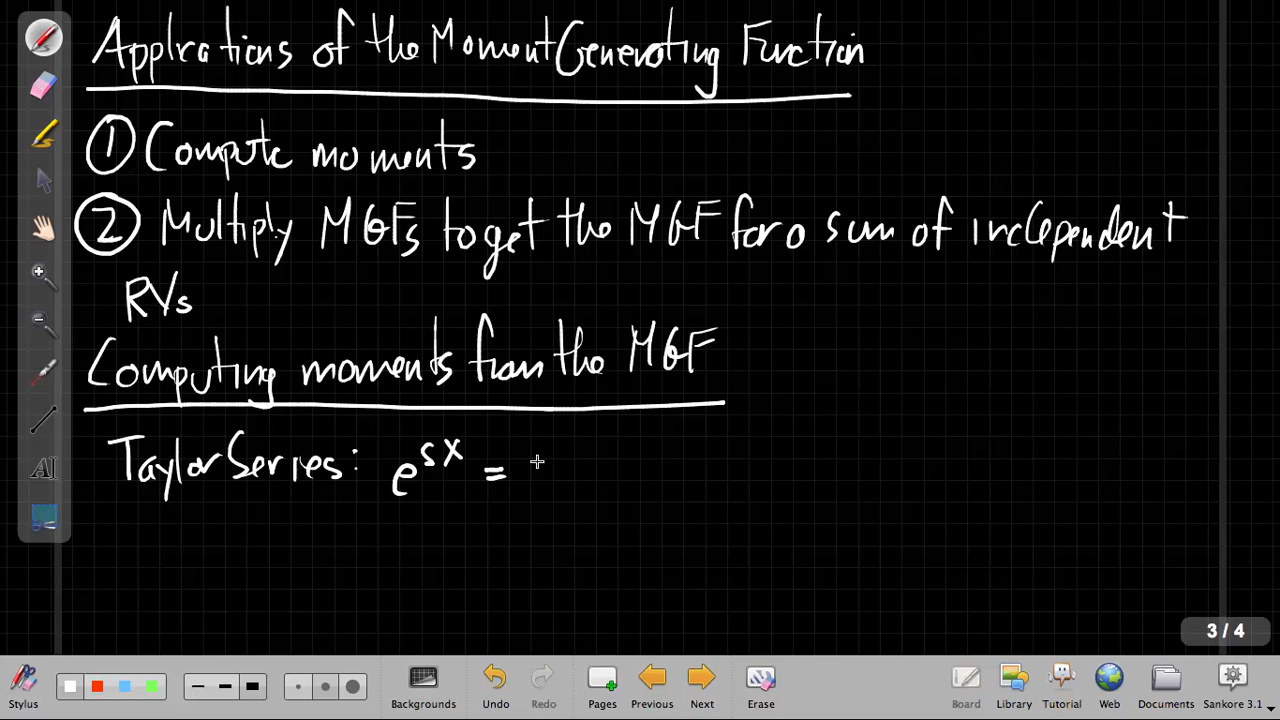 Applications of the Moment Generating Function
① Compute moments
② Multiply MGFs to get the MGF for a sum of independent
RVs
Computing moments from the MGF
Taylor Series: e^{sX} =
3 / 4
Stylus
Backgrounds
Undo
Redo
Pages
Previous
Next
Erase
Board
Library
Tutorial
Web
Documents
Sankore 3.1